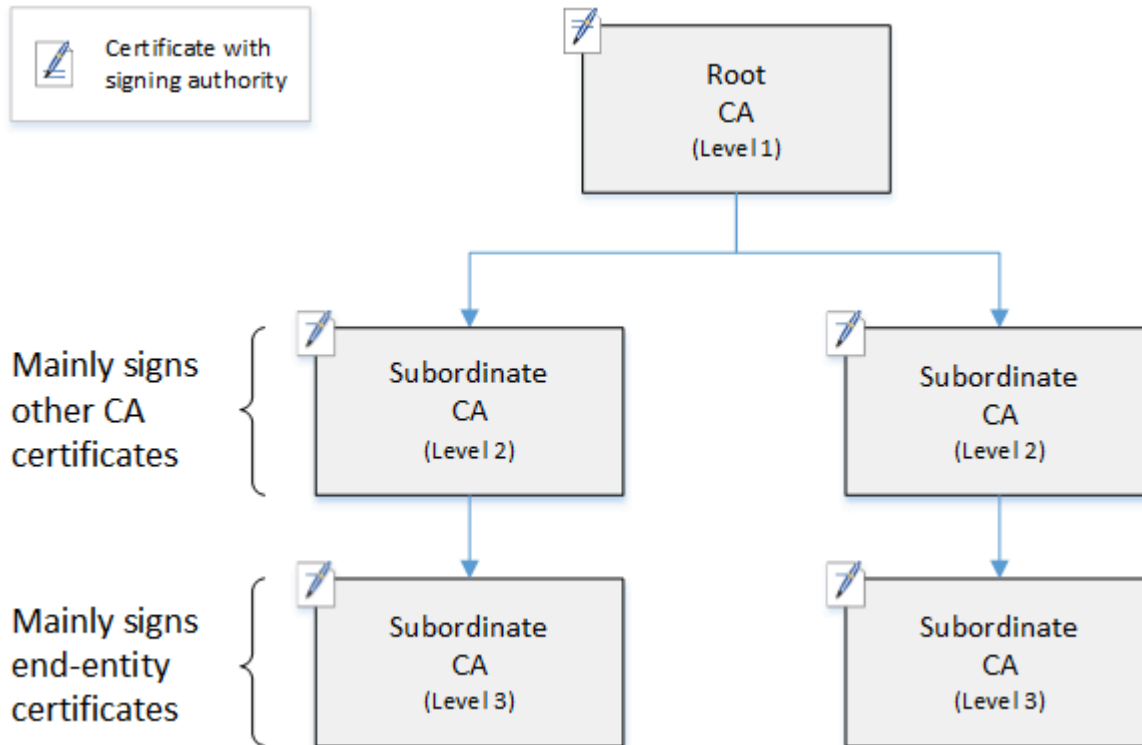 Certificate with
signing authority
Root
CA
(Level 1)
Mainly signs
other CA
certificates
Subordinate
CA
(Level 2)
Subordinate
CA
(Level 2)
Mainly signs
end-entity
certificates
Subordinate
CA
(Level 3)
Subordinate
CA
(Level 3)